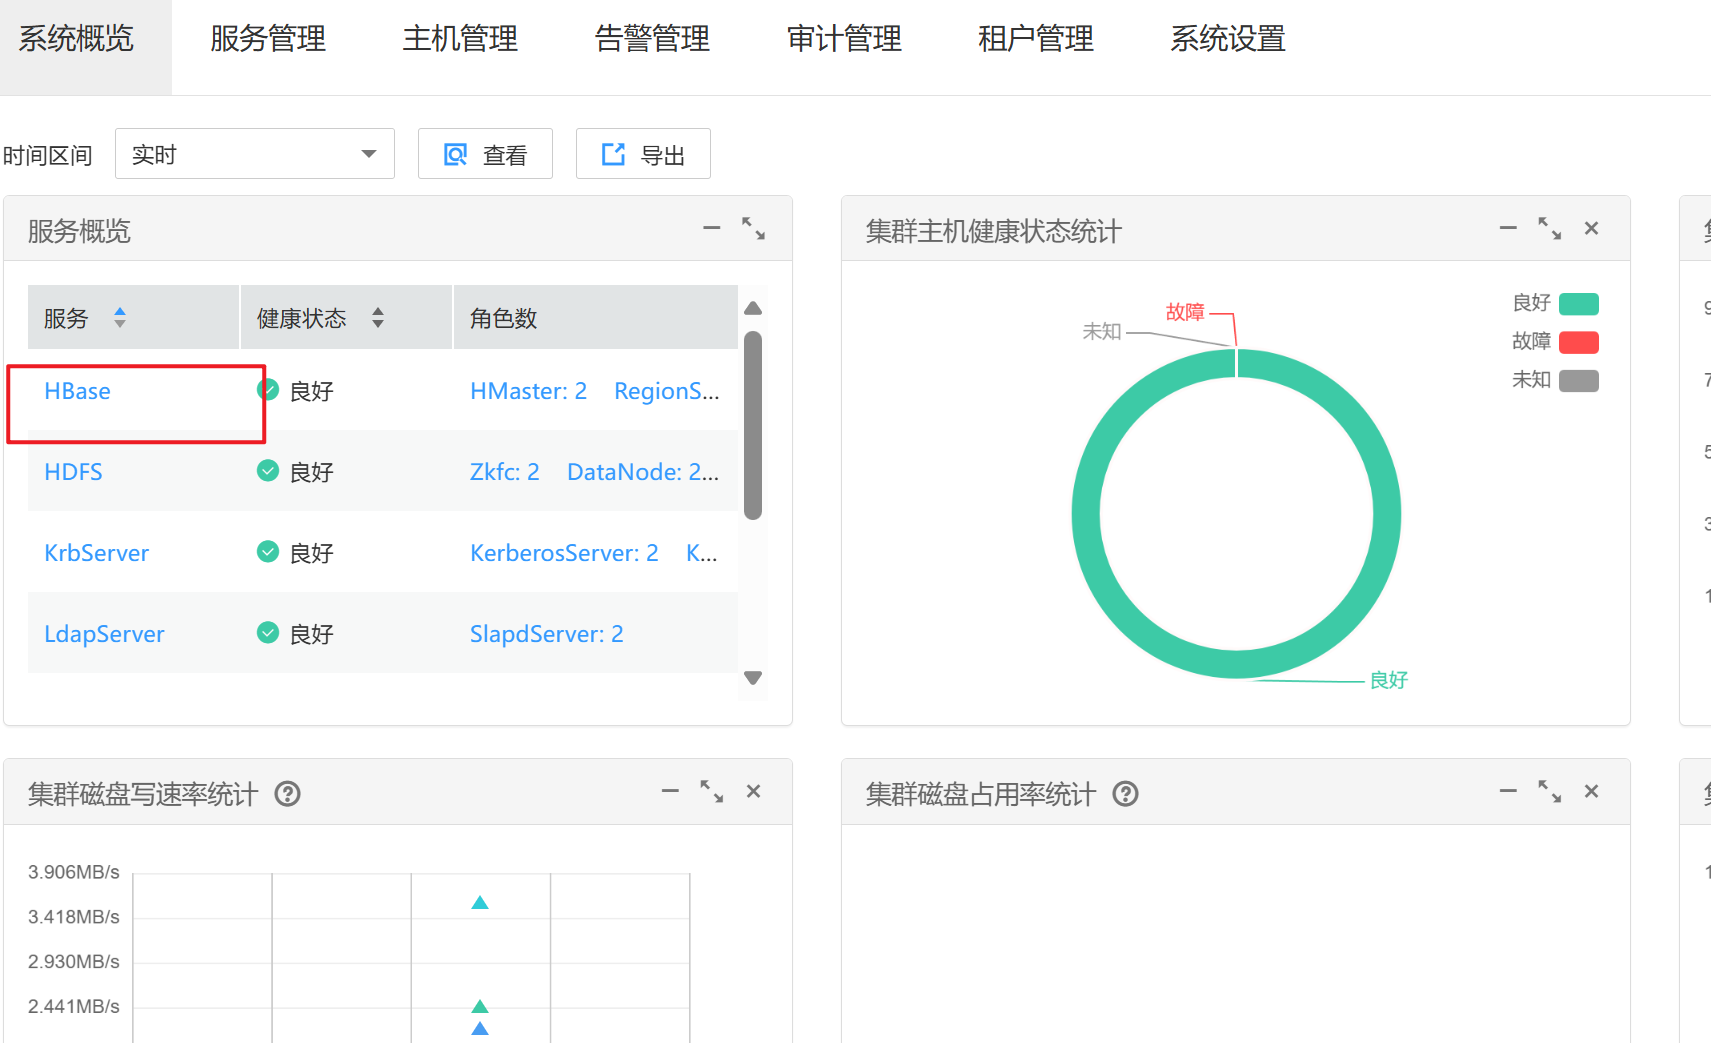 系统概览 服务管理 主机管理 告警管理 审计管理 租户管理 系统设置
时间区间 实时 查看 导出
服务概览
服务 健康状态 角色数
HBase 良好 HMaster: 2 RegionS...
HDFS 良好 Zkfc: 2 DataNode: 2...
KrbServer 良好 KerberosServer: 2 K...
LdapServer 良好 SlapdServer: 2
集群主机健康状态统计
故障
未知
良好
良好
故障
未知
集群磁盘写速率统计
3.906MB/s
3.418MB/s
2.930MB/s
2.441MB/s
集群磁盘占用率统计